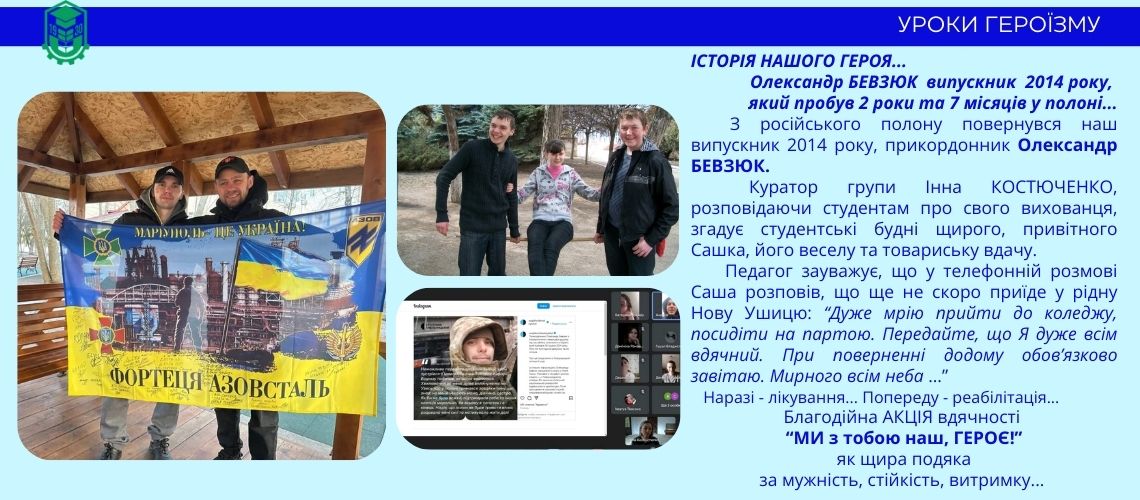 УРОКИ ГЕРОЇЗМУ
ІСТОРІЯ НАШОГО ГЕРОЯ...
Олександр БЕВЗЮК випускник 2014 року,
який пробув 2 роки та 7 місяців у полоні...
З російського полону повернувся наш
випускник 2014 року, прикордонник Олександр
БЕВЗЮК.
Куратор групи Інна КОСТЮЧЕНКО,
розповідаючи студентам про свого вихованця,
згадує студентські будні щирого, привітного
Сашка, його веселу та товариську вдачу.
Педагог зауважує, що у телефонній розмові
Саша розповів, що ще не скоро приїде у рідну
Нову Ушицю: “Дуже мрію прийти до коледжу,
посидіти на партою. Передайте, що Я дуже всім
вдячний. При поверненні додому обов’язково
завітаю. Мирного всім неба ...”
Наразі - лікування... Попереду - реабілітація...
Благодійна АКЦІЯ вдячності
“МИ з тобою наш, ГЕРОЄ!”
як щира подяка
за мужність, стійкість, витримку...
1930
МАРІУПОЛЬ - ЦЕ УКРАЇНА!
АЗОВ
ФОРТЕЦЯ АЗОВСТАЛЬ
Instagram